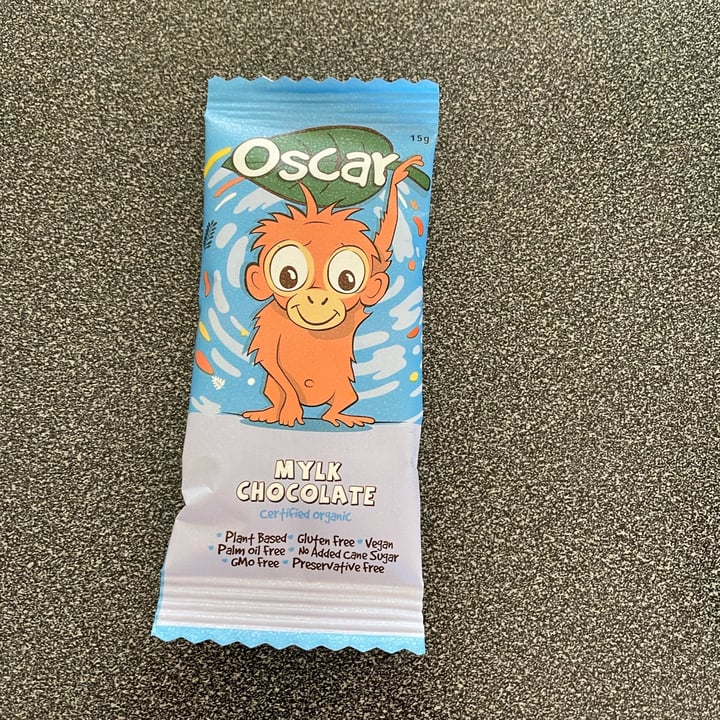 15g
Oscar
MYLK
CHOCOLATE
certified organic
• Plant Based • Gluten Free • Vegan
• Palm oil Free • No Added Cane Sugar
• GMo Free • Preservative Free